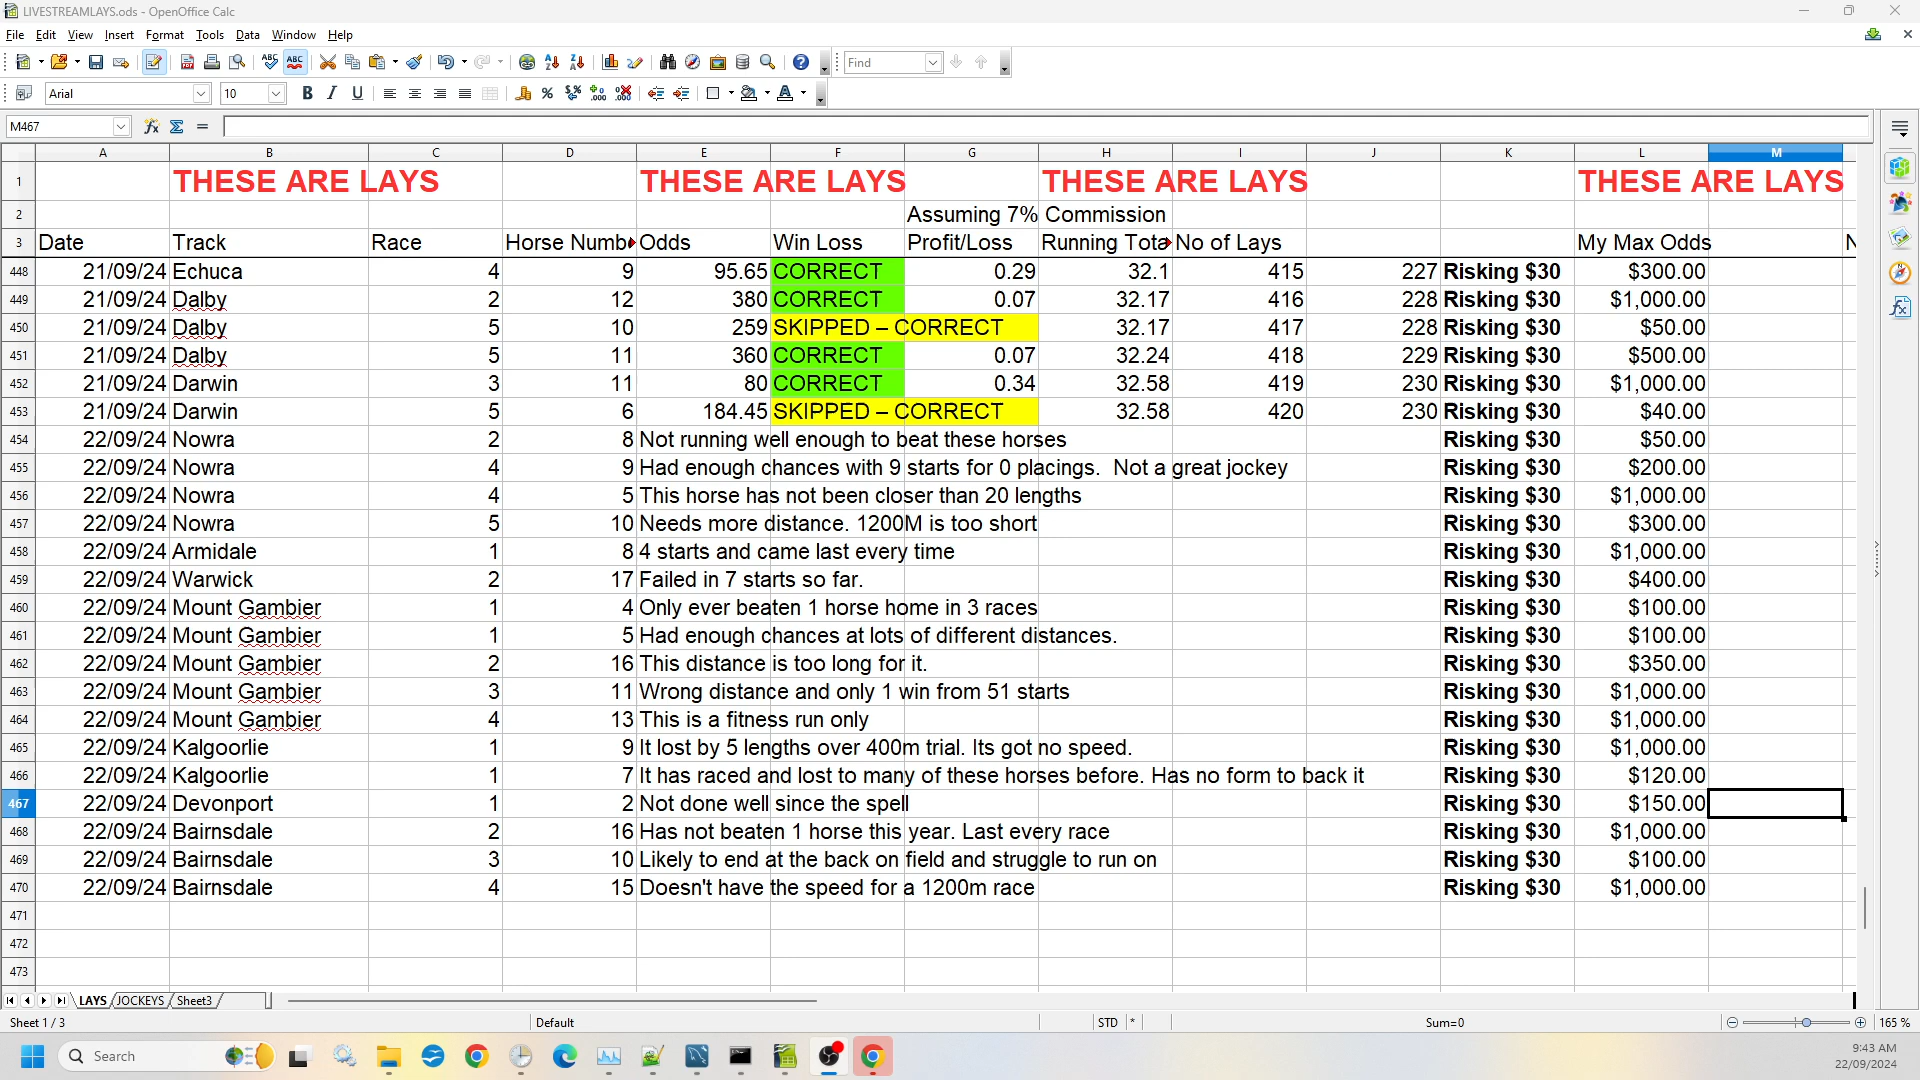 LIVESTREAMLAYS.ods - OpenOffice Calc
File Edit View Insert Format Tools Data Window Help
Find
Arial 10
M467
A B C D E F G H I J K L M
1 THESE ARE LAYS THESE ARE LAYS THESE ARE LAYS THESE ARE LAYS
2 Assuming 7% Commission
3 Date Track Race Horse Numb Odds Win Loss Profit/Loss Running Tota No of Lays My Max Odds N
448 21/09/24 Echuca 4 9 95.65 CORRECT 0.29 32.1 415 227 Risking $30 $300.00
449 21/09/24 Dalby 2 12 380 CORRECT 0.07 32.17 416 228 Risking $30 $1,000.00
450 21/09/24 Dalby 5 10 259 SKIPPED – CORRECT 32.17 417 228 Risking $30 $50.00
451 21/09/24 Dalby 5 11 360 CORRECT 0.07 32.24 418 229 Risking $30 $500.00
452 21/09/24 Darwin 3 11 80 CORRECT 0.34 32.58 419 230 Risking $30 $1,000.00
453 21/09/24 Darwin 5 6 184.45 SKIPPED – CORRECT 32.58 420 230 Risking $30 $40.00
454 22/09/24 Nowra 2 8 Not running well enough to beat these horses Risking $30 $50.00
455 22/09/24 Nowra 4 9 Had enough chances with 9 starts for 0 placings. Not a great jockey Risking $30 $200.00
456 22/09/24 Nowra 4 5 This horse has not been closer than 20 lengths Risking $30 $1,000.00
457 22/09/24 Nowra 5 10 Needs more distance. 1200M is too short Risking $30 $300.00
458 22/09/24 Armidale 1 8 4 starts and came last every time Risking $30 $1,000.00
459 22/09/24 Warwick 2 17 Failed in 7 starts so far. Risking $30 $400.00
460 22/09/24 Mount Gambier 1 4 Only ever beaten 1 horse home in 3 races Risking $30 $100.00
461 22/09/24 Mount Gambier 1 5 Had enough chances at lots of different distances. Risking $30 $100.00
462 22/09/24 Mount Gambier 2 16 This distance is too long for it. Risking $30 $350.00
463 22/09/24 Mount Gambier 3 11 Wrong distance and only 1 win from 51 starts Risking $30 $1,000.00
464 22/09/24 Mount Gambier 4 13 This is a fitness run only Risking $30 $1,000.00
465 22/09/24 Kalgoorlie 1 9 It lost by 5 lengths over 400m trial. Its got no speed. Risking $30 $1,000.00
466 22/09/24 Kalgoorlie 1 7 It has raced and lost to many of these horses before. Has no form to back it Risking $30 $120.00
467 22/09/24 Devonport 1 2 Not done well since the spell Risking $30 $150.00
468 22/09/24 Bairnsdale 2 16 Has not beaten 1 horse this year. Last every race Risking $30 $1,000.00
469 22/09/24 Bairnsdale 3 10 Likely to end at the back on field and struggle to run on Risking $30 $100.00
470 22/09/24 Bairnsdale 4 15 Doesn't have the speed for a 1200m race Risking $30 $1,000.00
471
472
473
LAYS JOCKEYS Sheet3
Sheet 1 / 3 Default STD * Sum=0 165 %
Search 9:43 AM
22/09/2024